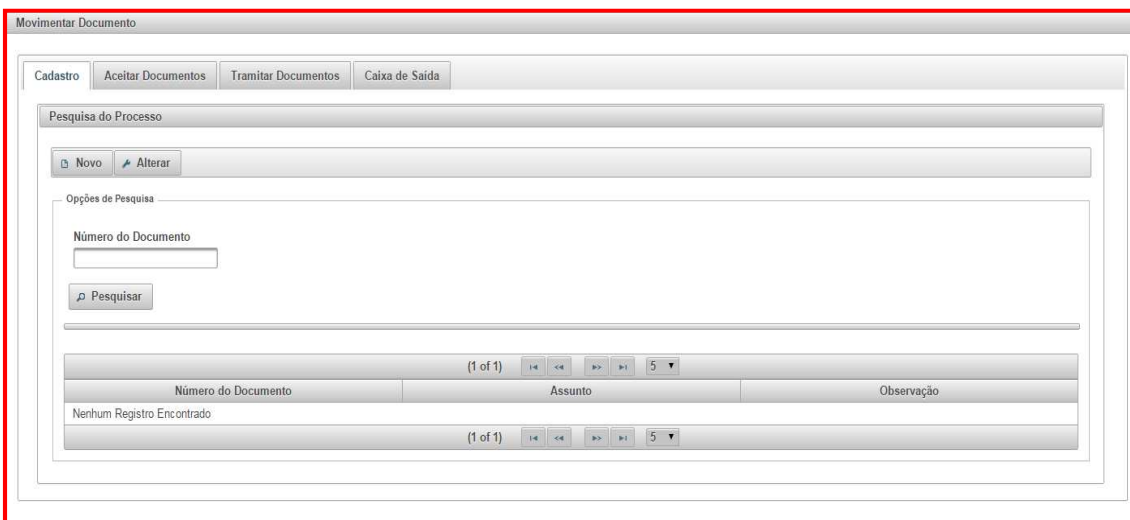 Movimentar Documento
Cadastro Aceitar Documentos Tramitar Documentos Caixa de Saída
Pesquisa do Processo
Novo Alterar
Opções de Pesquisa
Número do Documento
Pesquisar
(1 of 1) 5
Número do Documento Assunto Observação
Nenhum Registro Encontrado
(1 of 1) 5